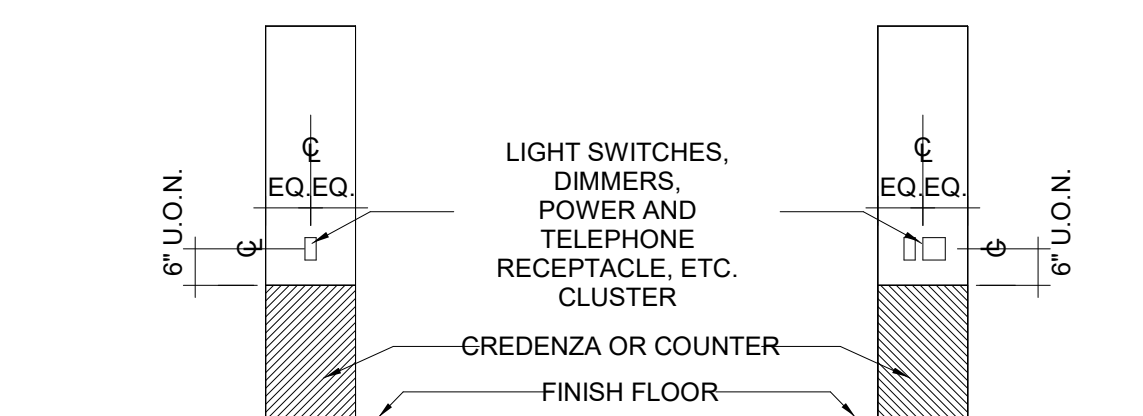 ℄
EQ. EQ.
6" U.O.N.
℄
LIGHT SWITCHES,
DIMMERS,
POWER AND
TELEPHONE
RECEPTACLE, ETC.
CLUSTER
℄
EQ. EQ.
℄
6" U.O.N.
CREDENZA OR COUNTER
FINISH FLOOR